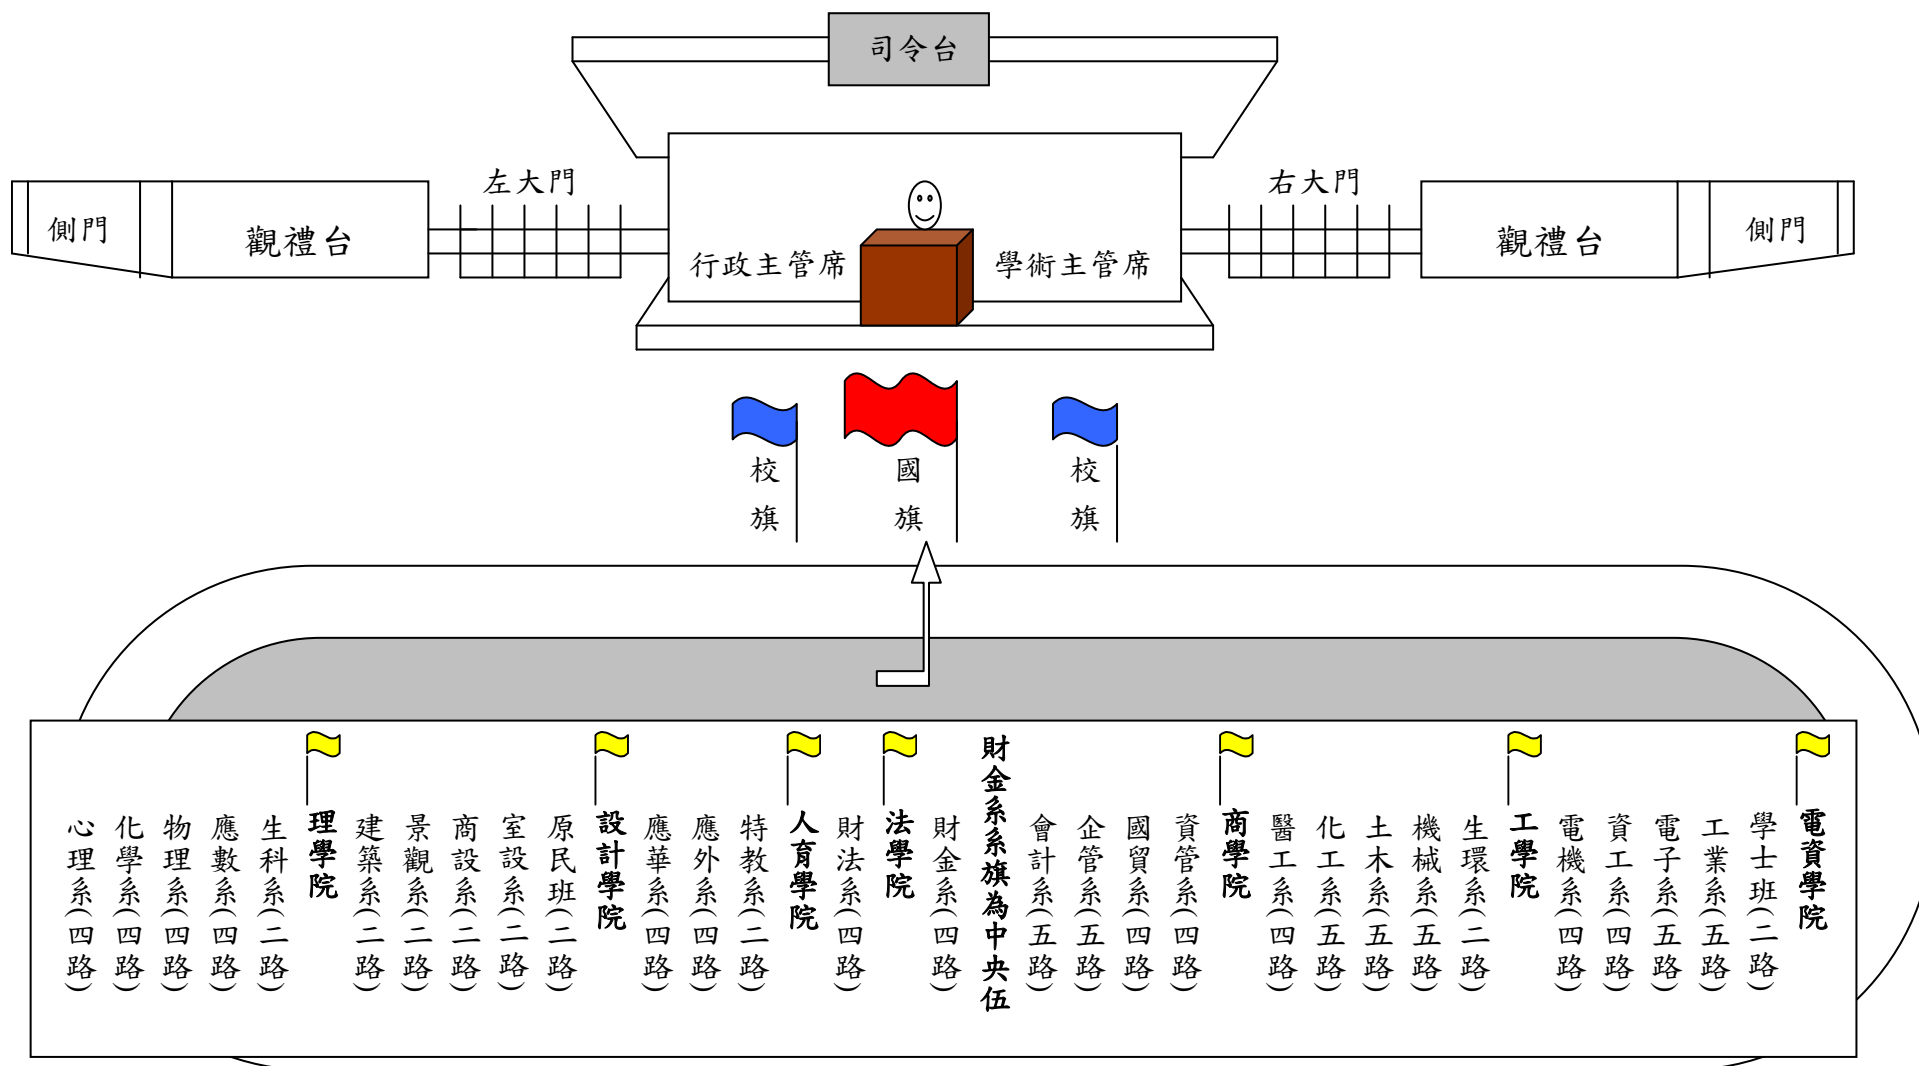 司令台
左大門
右大門
側門
觀禮台
行政主管席
學術主管席
觀禮台
側門
校旗
國旗
校旗
心理系(四路)
化學系(四路)
物理系(四路)
應數系(四路)
生科系(二路)
理學院
建築系(二路)
景觀系(二路)
商設系(二路)
室設系(二路)
原民班(二路)
設計學院
應華系(四路)
應外系(四路)
特教系(二路)
人育學院
財法系(四路)
法學院
財金系(四路)
財金系系旗為中央伍
會計系(五路)
企管系(五路)
國貿系(四路)
資管系(四路)
商學院
醫工系(四路)
化工系(五路)
土木系(五路)
機械系(五路)
生環系(二路)
工學院
電機系(四路)
資工系(四路)
電子系(五路)
工業系(五路)
學士班(二路)
電資學院